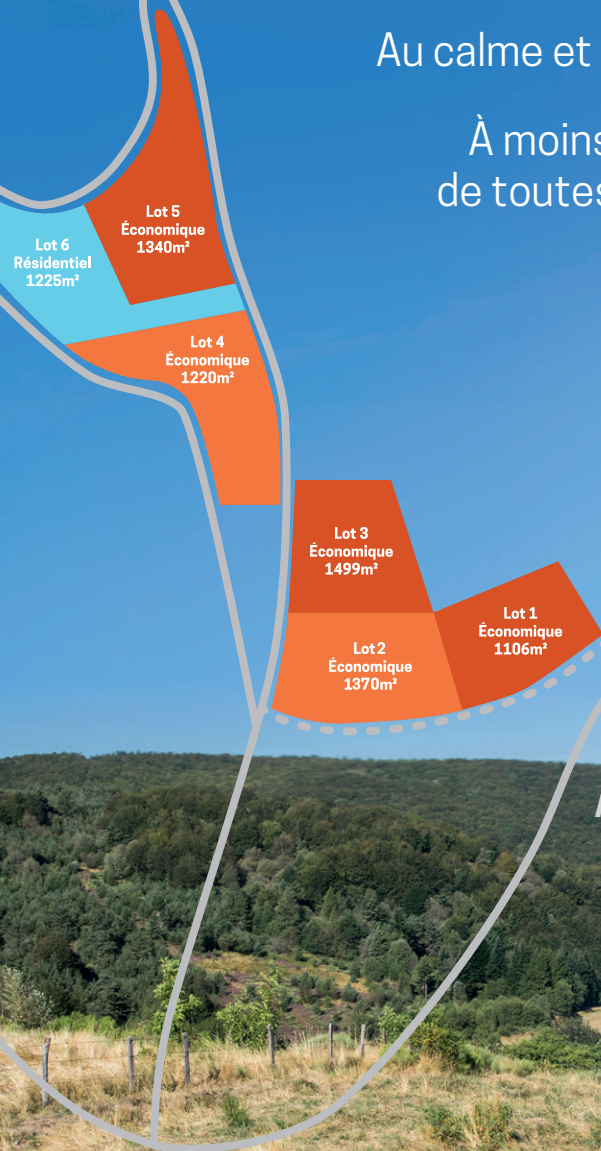 Au calme et
À moins
de toutes
Lot 5
Économique
1340m²
Lot 6
Résidentiel
1225m²
Lot 4
Économique
1220m²
Lot 3
Économique
1499m²
Lot 1
Économique
1106m²
Lot 2
Économique
1370m²